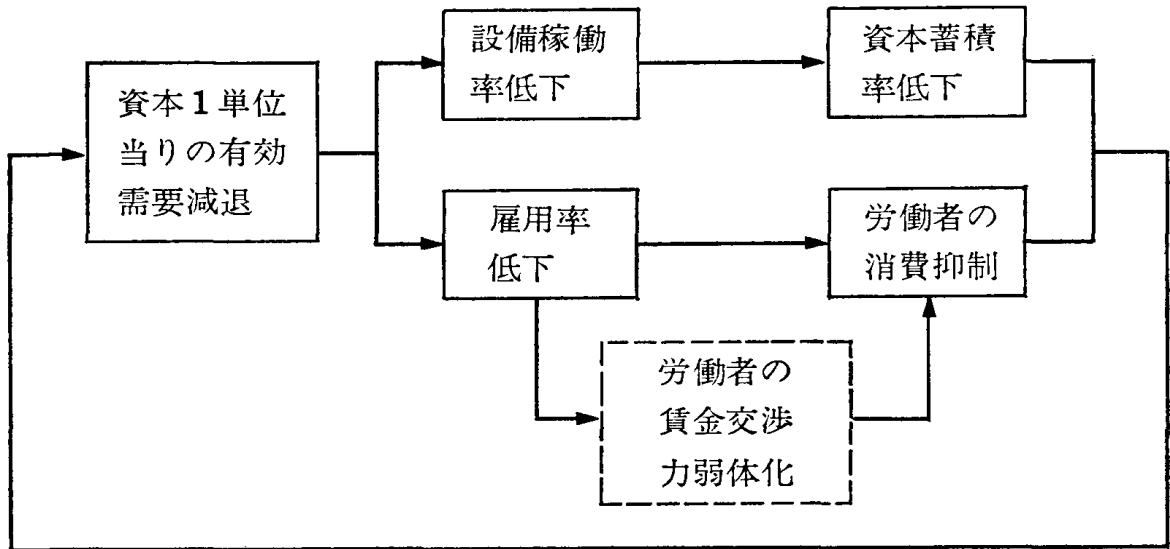 設備稼働
率低下
資本蓄積
率低下
資本1単位
当りの有効
需要減退
雇用率
低下
労働者の
消費抑制
労働者の
賃金交渉
力弱体化